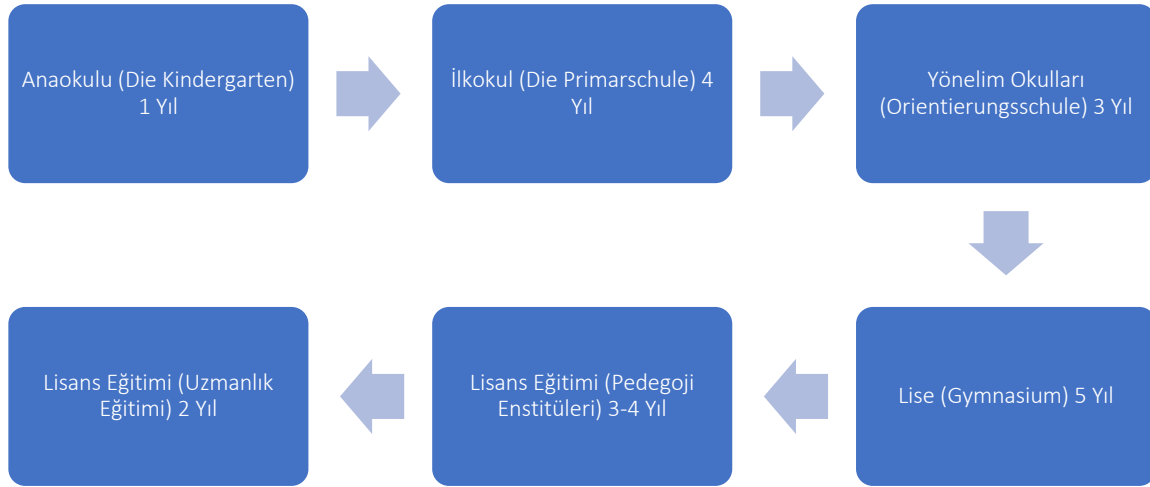 Anaokulu (Die Kindergarten)
1 Yıl
İlkokul (Die Primarschule) 4
Yıl
Yönelim Okulları
(Orientierungsschule) 3 Yıl
Lise (Gymnasium) 5 Yıl
Lisans Eğitimi (Pedegoji
Enstitüleri) 3-4 Yıl
Lisans Eğitimi (Uzmanlık
Eğitimi) 2 Yıl